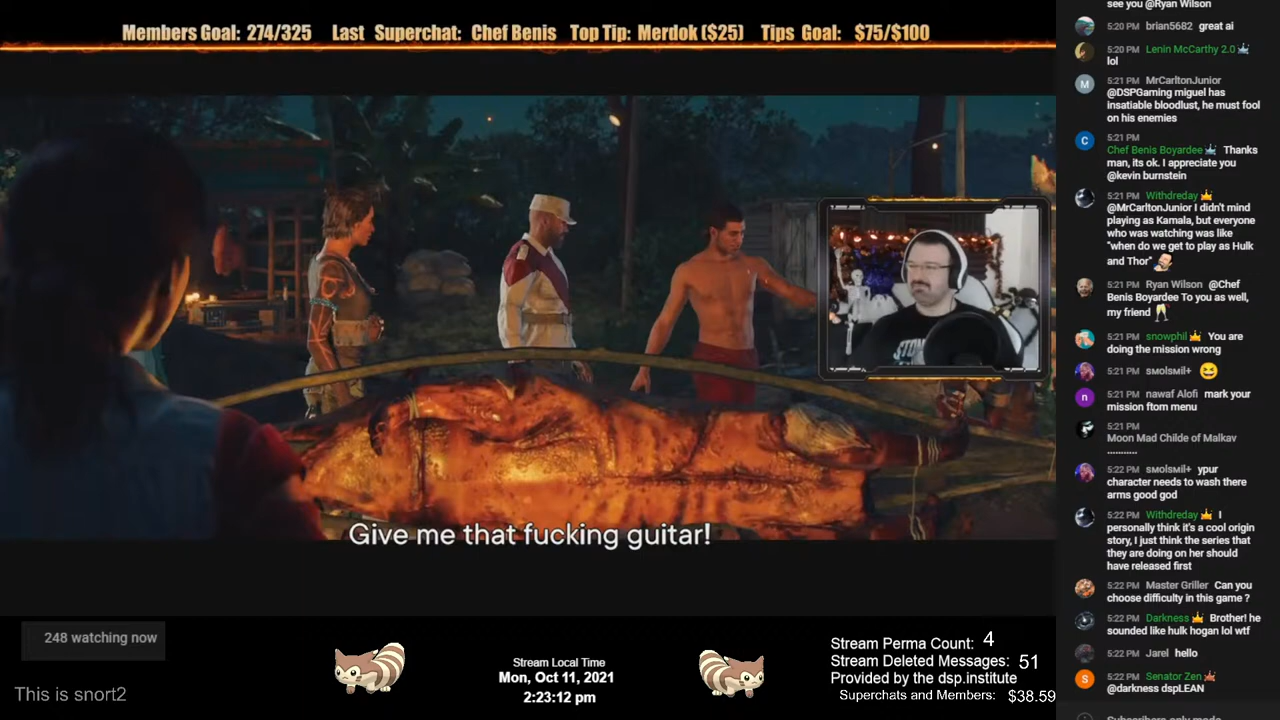 Members Goal: 274/325 Last Superchat: Chef Benis Top Tip: Merdok ($25) Tips Goal: $75/$100
Give me that fucking guitar!
248 watching now
This is snort2
Stream Local Time
Mon, Oct 11, 2021
2:23:12 pm
Stream Perma Count: 4
Stream Deleted Messages: 51
Provided by the dsp.institute
Superchats and Members: $38.59
see you @Ryan Wilson
5:20 PM brian5682 great ai
5:20 PM Lenin McCarthy 2.0
lol
5:21 PM MrCarltonJunior
@DSPGaming miguel has
insatiable bloodlust, he must fool
on his enemies
5:21 PM
Chef Benis Boyardee Thanks
man, its ok. I appreciate you
@kevin burnstein
5:21 PM Withdreday
@MrCarltonJunior I didn't mind
playing as Kamala, but everyone
who was watching was like
"when do we get to play as Hulk
and Thor"
5:21 PM Ryan Wilson @Chef
Benis Boyardee To you as well,
my friend
5:21 PM snowphil You are
doing the mission wrong
5:21 PM sᴍolsᴍil+
5:21 PM nawaf Alofi mark your
mission ftom menu
5:21 PM
Moon Mad Childe of Malkav
...........
5:22 PM sᴍolsᴍil+ ypur
character needs to wash there
arms good god
5:22 PM Withdreday I
personally think it's a cool origin
story, I just think the series that
they are doing on her should
have released first
5:22 PM Master Griller Can you
choose difficulty in this game ?
5:22 PM Darkness Brother! he
sounded like hulk hogan lol wtf
5:22 PM Jarel hello
5:22 PM Senator Zen
@darkness dspLEAN